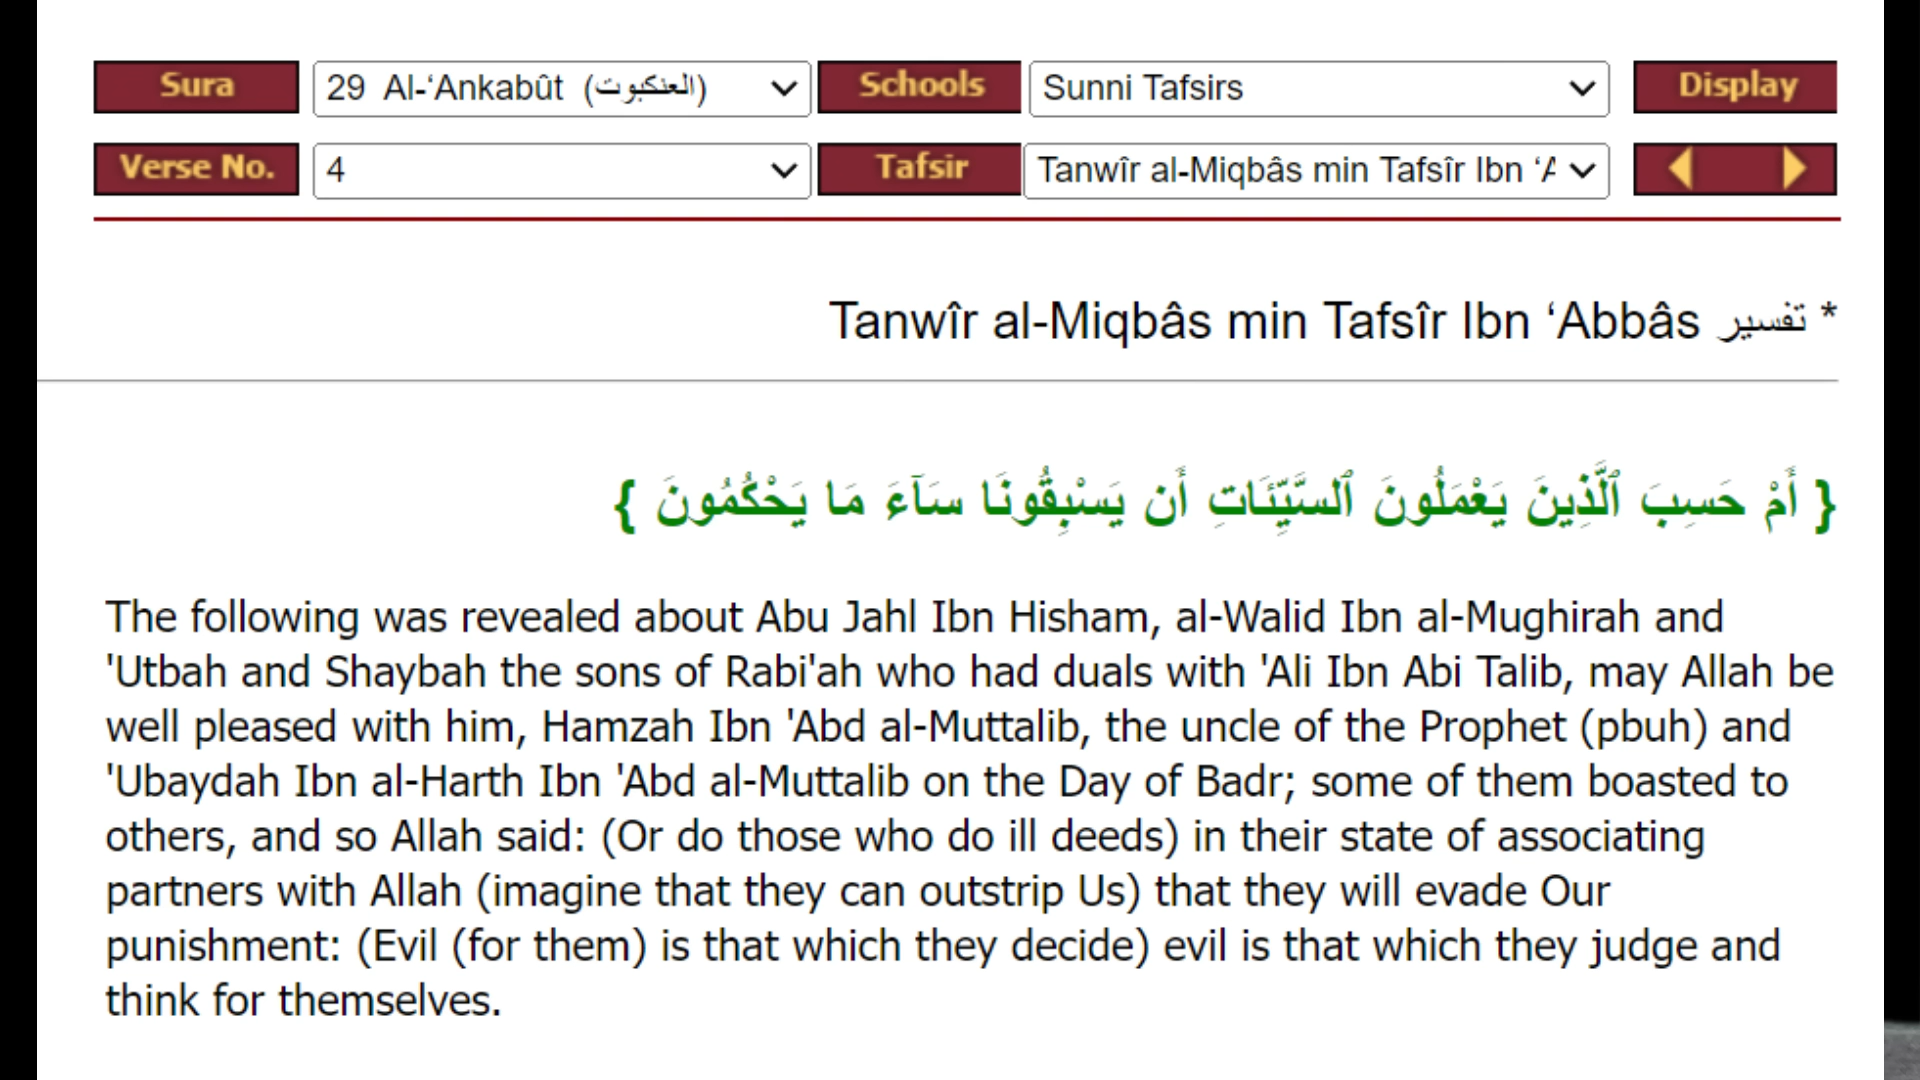 Sura 29 Al-‘Ankabût (العنكبوت) Schools Sunni Tafsirs Display
Verse No. 4 Tafsir Tanwîr al-Miqbâs min Tafsîr Ibn ‘A
* تفسير Tanwîr al-Miqbâs min Tafsîr Ibn ‘Abbâs
{ أَمْ حَسِبَ ٱلَّذِينَ يَعْمَلُونَ ٱلسَّيِّئَاتِ أَن يَسْبِقُونَا سَآءَ مَا يَحْكُمُونَ }
The following was revealed about Abu Jahl Ibn Hisham, al-Walid Ibn al-Mughirah and
'Utbah and Shaybah the sons of Rabi'ah who had duals with 'Ali Ibn Abi Talib, may Allah be
well pleased with him, Hamzah Ibn 'Abd al-Muttalib, the uncle of the Prophet (pbuh) and
'Ubaydah Ibn al-Harth Ibn 'Abd al-Muttalib on the Day of Badr; some of them boasted to
others, and so Allah said: (Or do those who do ill deeds) in their state of associating
partners with Allah (imagine that they can outstrip Us) that they will evade Our
punishment: (Evil (for them) is that which they decide) evil is that which they judge and
think for themselves.